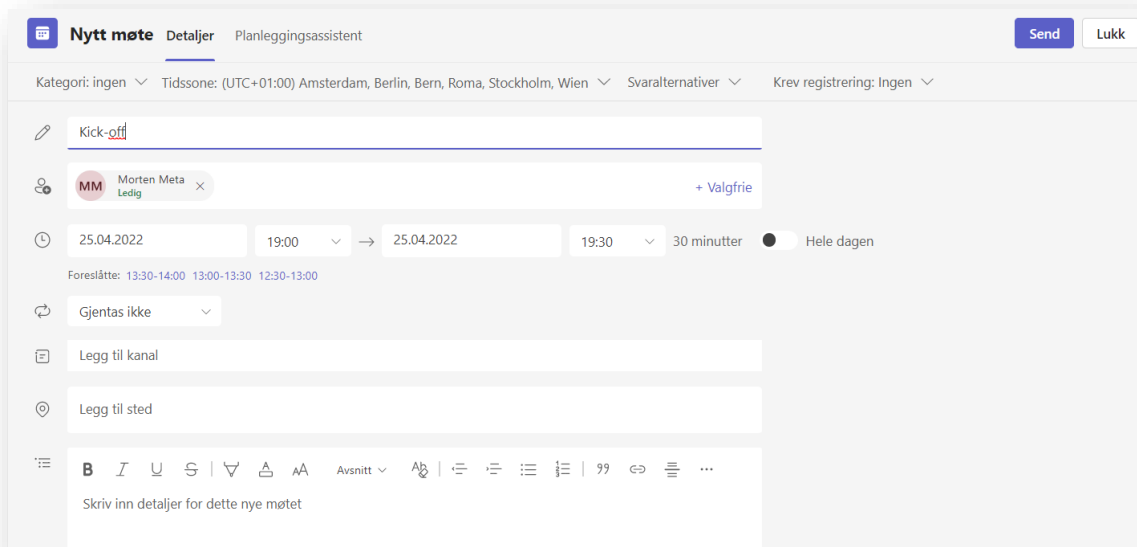 Nytt møte Detaljer Planleggingsassistent Send Lukk
Kategori: ingen Tidssone: (UTC+01:00) Amsterdam, Berlin, Bern, Roma, Stockholm, Wien Svaralternativer Krev registrering: Ingen
Kick-off
MM Morten Meta
Ledig
+ Valgfrie
25.04.2022 19:00 → 25.04.2022 19:30 30 minutter Hele dagen
Foreslåtte: 13:30-14:00 13:00-13:30 12:30-13:00
Gjentas ikke
Legg til kanal
Legg til sted
Avsnitt
Skriv inn detaljer for dette nye møtet